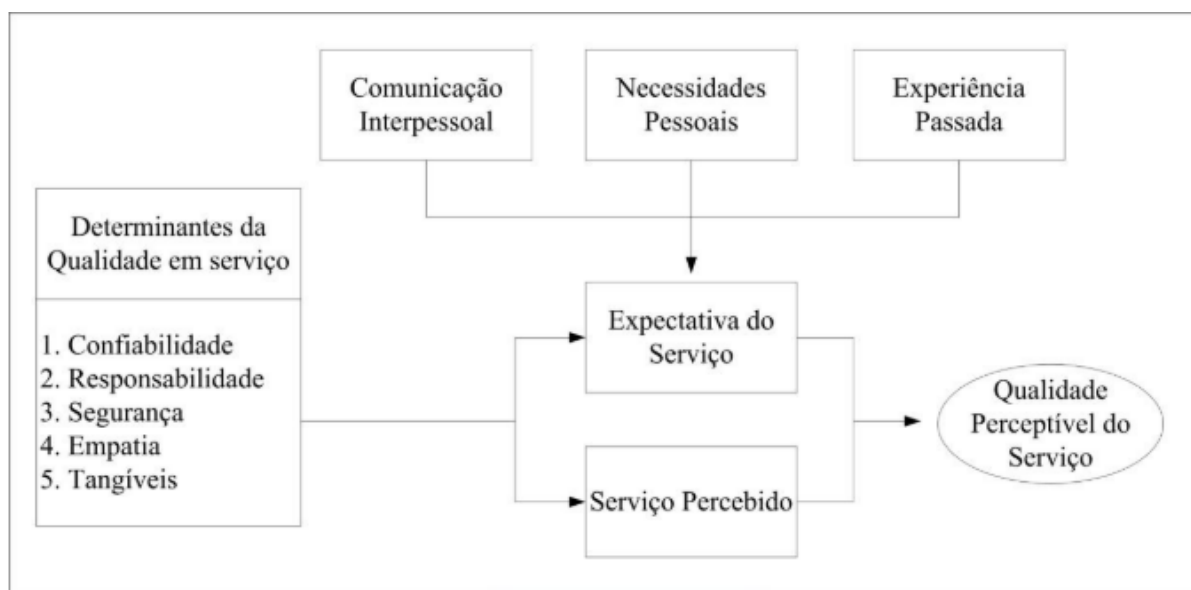 Comunicação
Interpessoal
Necessidades
Pessoais
Experiência
Passada
Determinantes da
Qualidade em serviço
1. Confiabilidade
2. Responsabilidade
3. Segurança
4. Empatia
5. Tangíveis
Expectativa do
Serviço
Serviço Percebido
Qualidade
Perceptível do
Serviço